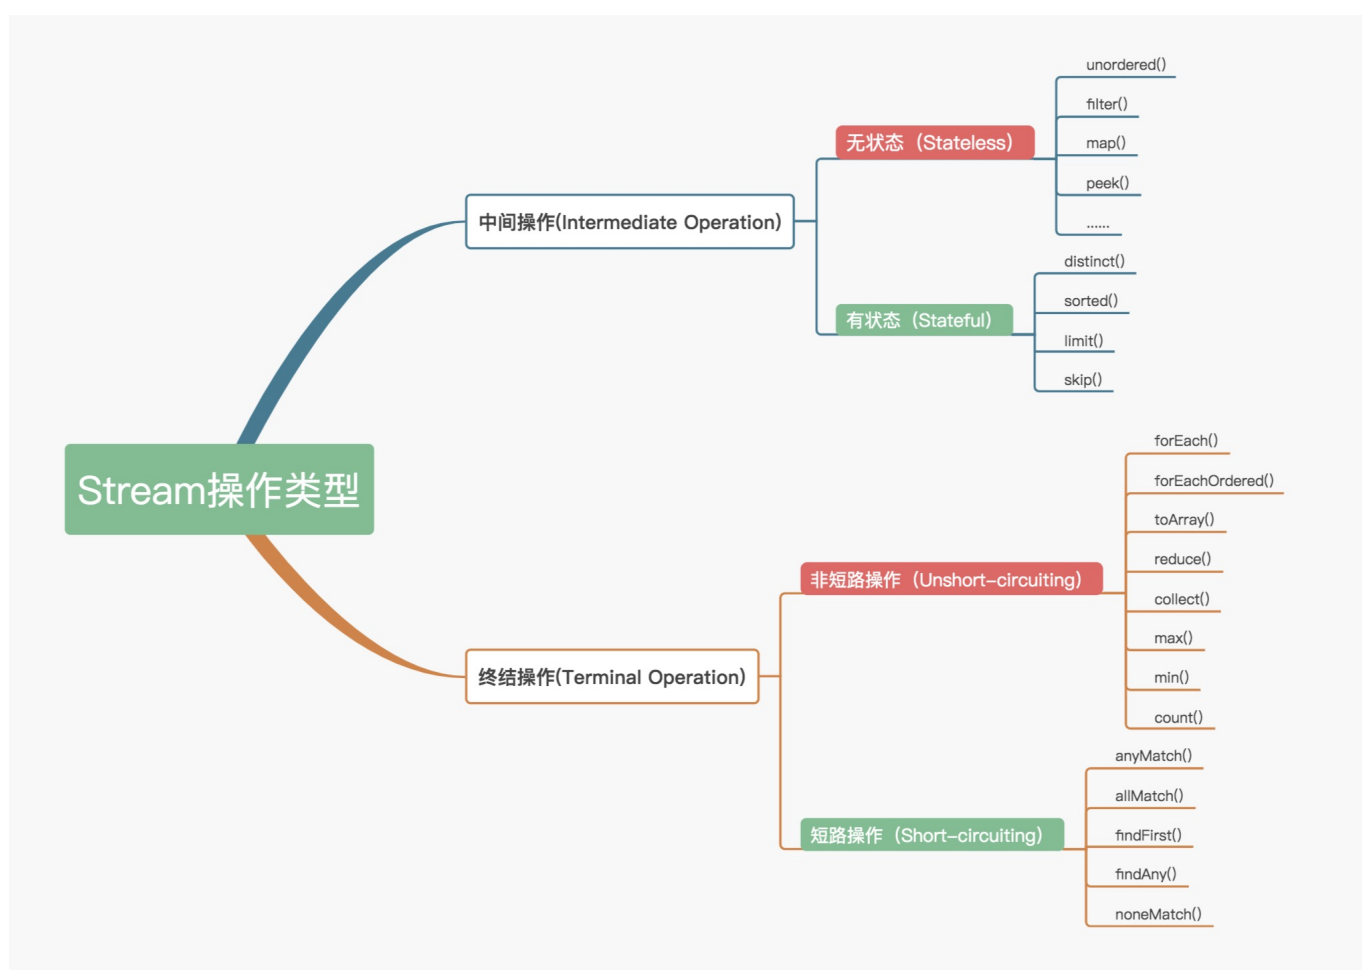 Stream操作类型
中间操作(Intermediate Operation)
无状态（Stateless）
unordered()
filter()
map()
peek()
......
有状态（Stateful）
distinct()
sorted()
limit()
skip()
终结操作(Terminal Operation)
非短路操作（Unshort-circuiting）
forEach()
forEachOrdered()
toArray()
reduce()
collect()
max()
min()
count()
短路操作（Short-circuiting）
anyMatch()
allMatch()
findFirst()
findAny()
noneMatch()